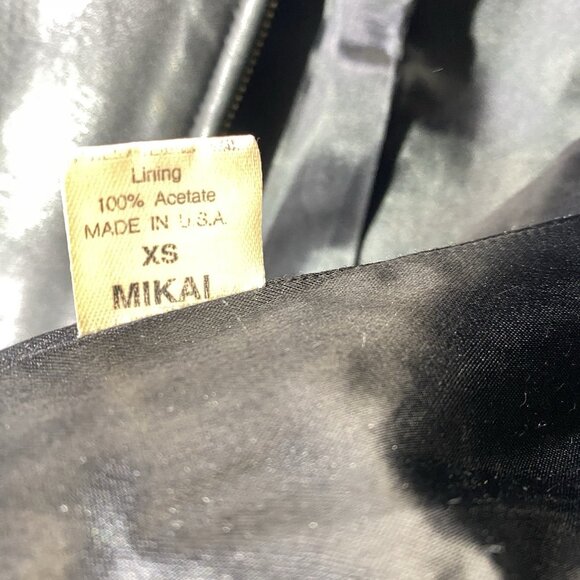 Lining
100% Acetate
MADE IN U.S.A.
XS
MIKAI